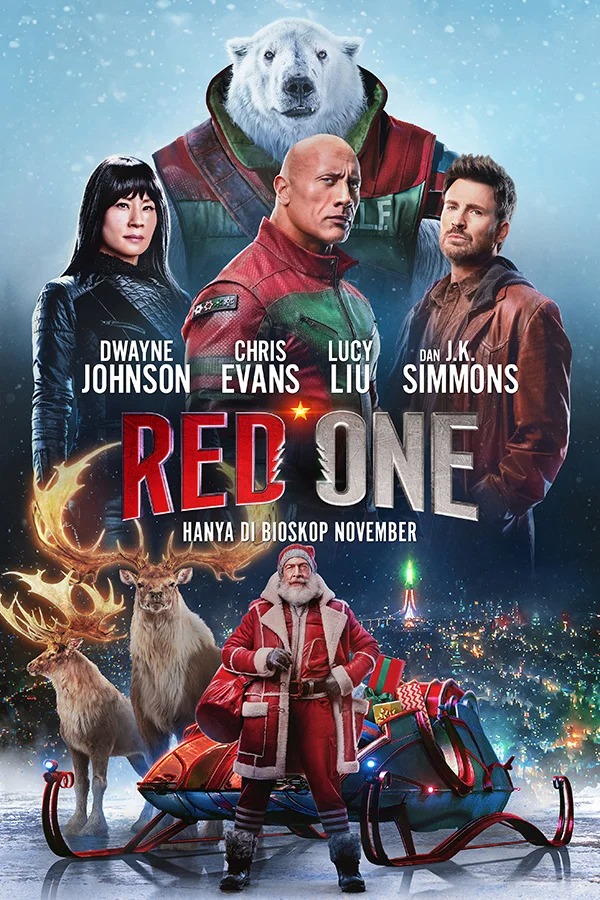 DWAYNE JOHNSON
CHRIS EVANS
LUCY LIU
DAN J.K. SIMMONS
RED ONE
HANYA DI BIOSKOP NOVEMBER